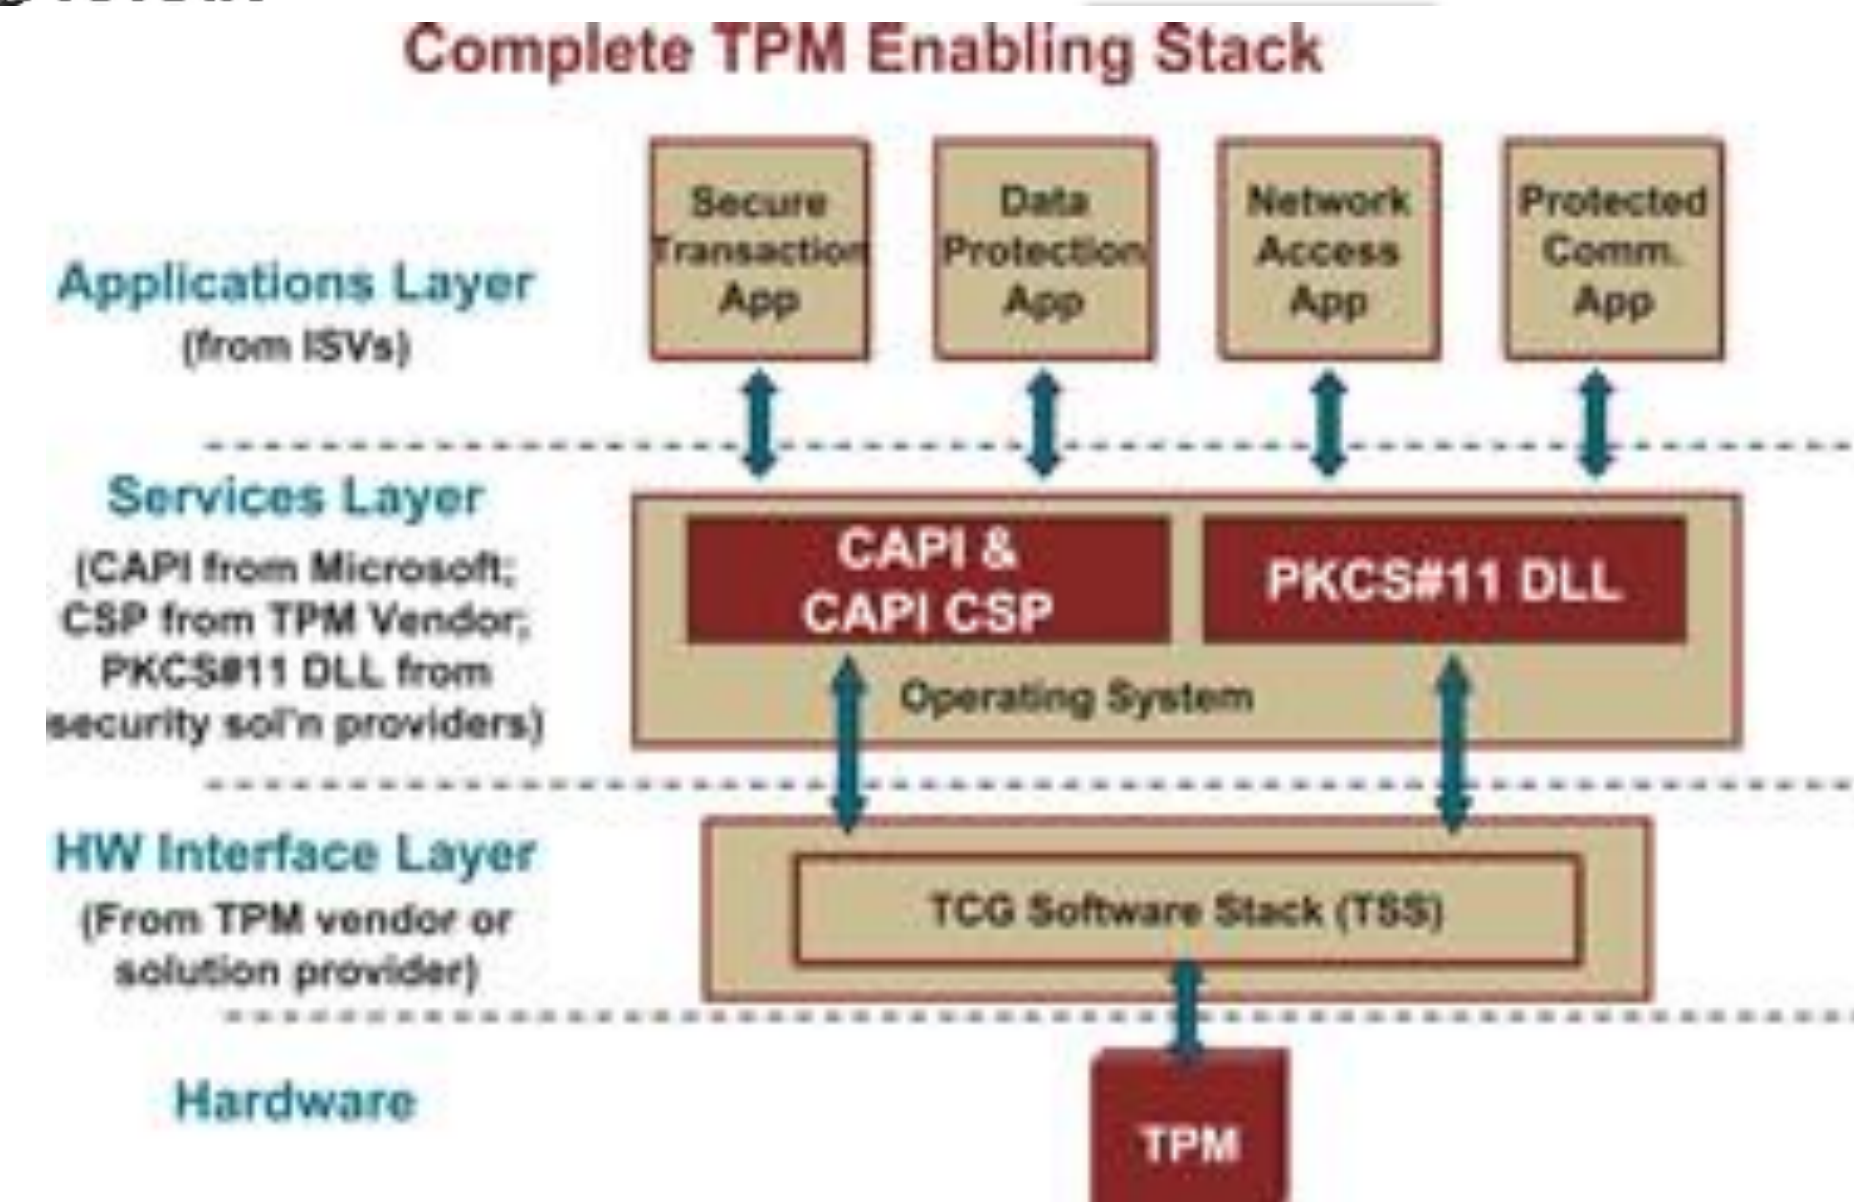 Complete TPM Enabling Stack
Secure
Transaction
App
Data
Protection
App
Network
Access
App
Protected
Comm.
App
Applications Layer
(from ISVs)
Services Layer
(CAPI from Microsoft;
CSP from TPM Vendor;
PKCS#11 DLL from
security sol'n providers)
CAPI &
CAPI CSP
PKCS#11 DLL
Operating System
HW Interface Layer
(From TPM vendor or
solution provider)
TCG Software Stack (TSS)
Hardware
TPM